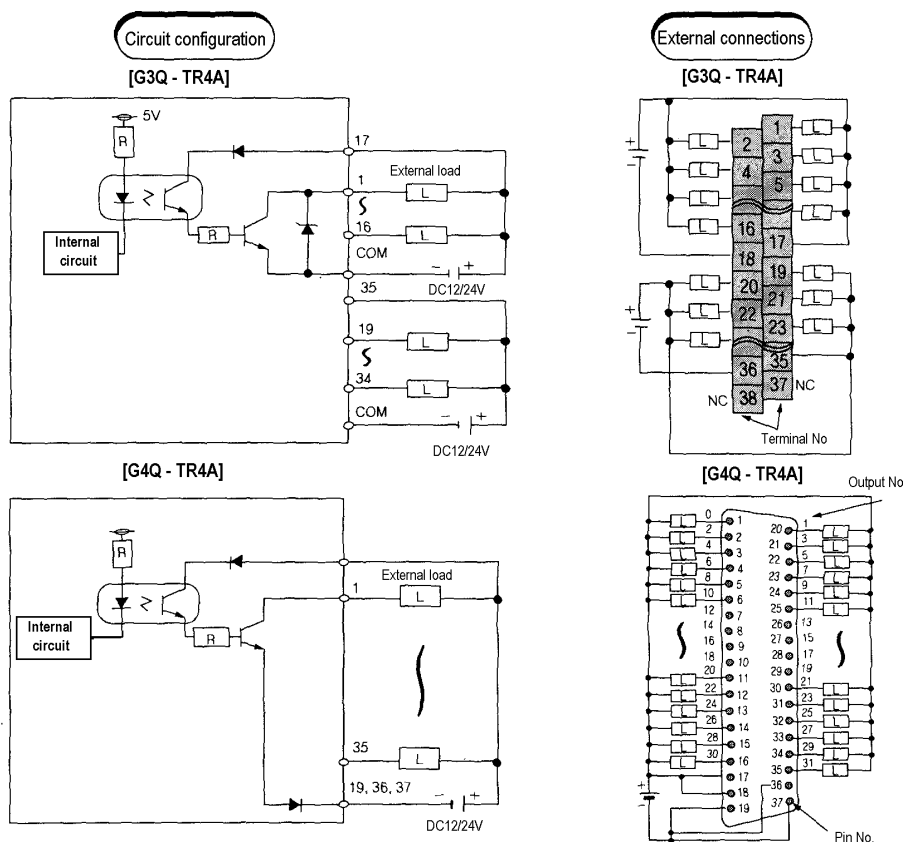 Circuit configuration
[G3Q - TR4A]
5V
R
Internal
circuit
R
17
External load
1
L
16
L
COM
- +
DC12/24V
35
19
L
34
L
COM
- +
DC12/24V
External connections
[G3Q - TR4A]
+
-
L
L
L
L
2
4
16
18
1
3
5
17
L
L
L
+
-
L
L
L
20
22
36
38
19
21
23
35
37
L
L
NC
NC
Terminal No
[G4Q - TR4A]
R
Internal
circuit
R
External load
1
L
35
L
19, 36, 37
- +
DC12/24V
[G4Q - TR4A]
Output No
0 L 1
2 L 2
4 L 3
6 L 4
8 L 5
10 L 6
12 7
14 8
16 9
18 10
20 L 11
22 L 12
24 L 13
26 L 14
28 L 15
30 L 16
17
18
19
+
-
20 1 L
21 3 L
22 5 L
23 7 L
24 9 L
25 11 L
26 13
27 15
28 17
29 19
30 21 L
31 23 L
32 25 L
33 27 L
34 29 L
35 31 L
36
37
Pin No.